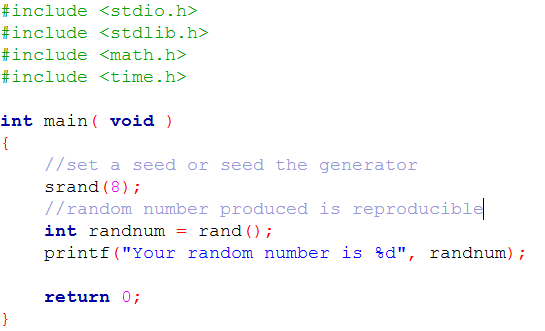 #include <stdio.h>
#include <stdlib.h>
#include <math.h>
#include <time.h>
int main( void )
{
    //set a seed or seed the generator
    srand(8);
    //random number produced is reproducible
    int randnum = rand();
    printf("Your random number is %d", randnum);
    return 0;
}